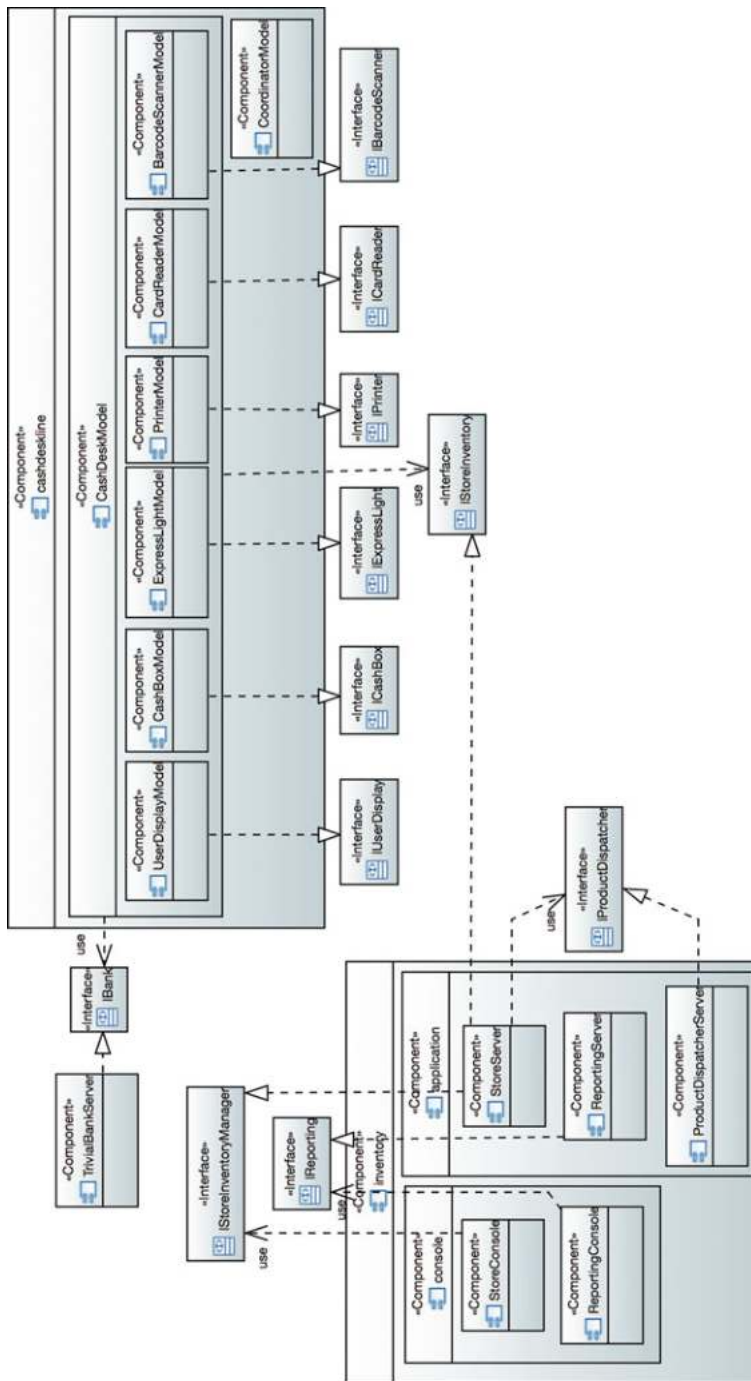 «Component»
cashdeskline
«Component»
CashDeskModel
«Component»
UserDisplayModel
«Component»
CashBoxModel
«Component»
ExpressLightModel
«Component»
PrinterModel
«Component»
CardReaderModel
«Component»
BarcodeScannerModel
«Component»
CoordinatorModel
«Interface»
IUserDisplay
«Interface»
ICashBox
«Interface»
IExpressLight
«Interface»
IPrinter
«Interface»
ICardReader
«Interface»
IBarcodeScanner
use
«Interface»
IStoreInventory
«Component»
TrivialBankServer
«Interface»
IBank
use
«Interface»
IStoreInventoryManager
use
«Interface»
IReporting
use
«Component»
inventory
«Component»
console
«Component»
StoreConsole
«Component»
ReportingConsole
«Component»
application
«Component»
StoreServer
«Component»
ReportingServer
«Component»
ProductDispatcherServer
use
«Interface»
IProductDispatcher